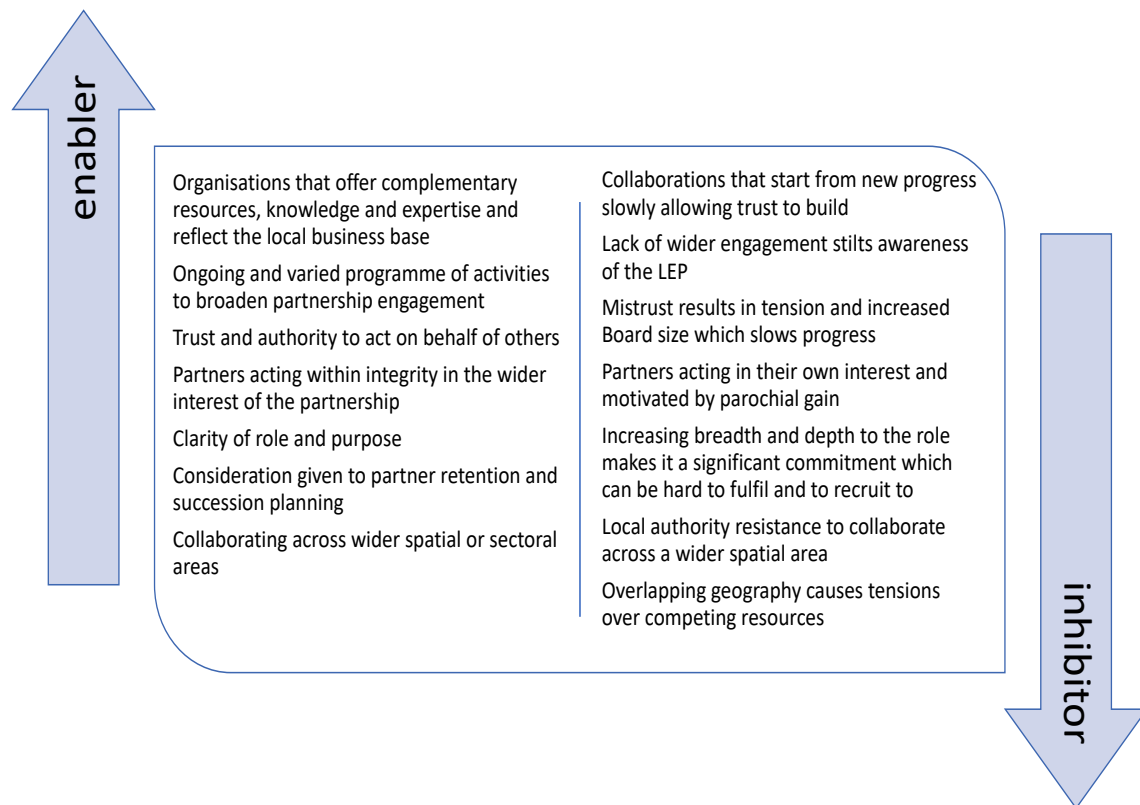 enabler
Organisations that offer complementary
resources, knowledge and expertise and
reflect the local business base
Ongoing and varied programme of activities
to broaden partnership engagement
Trust and authority to act on behalf of others
Partners acting within integrity in the wider
interest of the partnership
Clarity of role and purpose
Consideration given to partner retention and
succession planning
Collaborating across wider spatial or sectoral
areas
Collaborations that start from new progress
slowly allowing trust to build
Lack of wider engagement stilts awareness
of the LEP
Mistrust results in tension and increased
Board size which slows progress
Partners acting in their own interest and
motivated by parochial gain
Increasing breadth and depth to the role
makes it a significant commitment which
can be hard to fulfil and to recruit to
Local authority resistance to collaborate
across a wider spatial area
Overlapping geography causes tensions
over competing resources
inhibitor